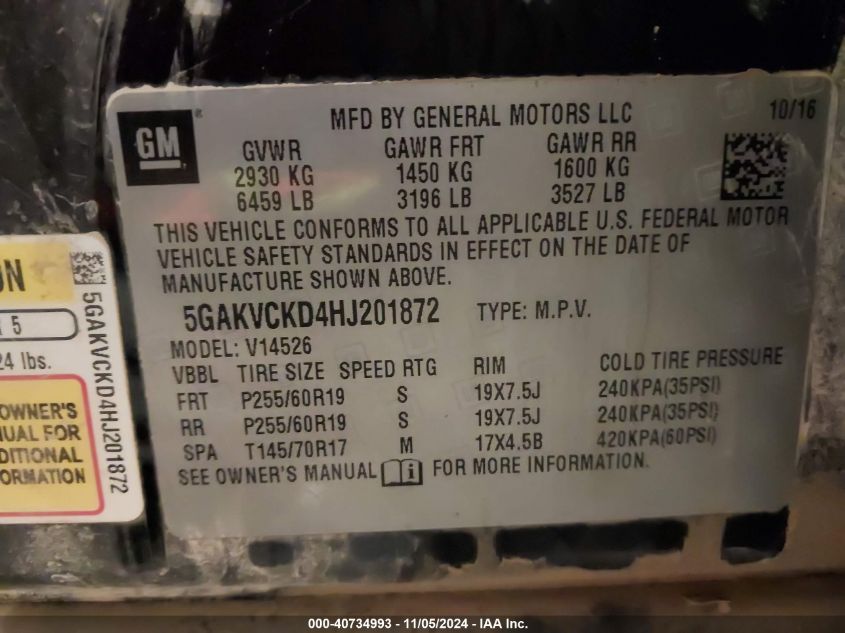 GM
MFD BY GENERAL MOTORS LLC
10/16
GVWR GAWR FRT GAWR RR
2930 KG 1450 KG 1600 KG
6459 LB 3196 LB 3527 LB
THIS VEHICLE CONFORMS TO ALL APPLICABLE U.S. FEDERAL MOTOR
VEHICLE SAFETY STANDARDS IN EFFECT ON THE DATE OF
MANUFACTURE SHOWN ABOVE.
5GAKVCKD4HJ201872 TYPE: M.P.V.
MODEL: V14526
VBBL TIRE SIZE SPEED RTG RIM COLD TIRE PRESSURE
FRT P255/60R19 S 19X7.5J 240KPA(35PSI)
RR P255/60R19 S 19X7.5J 240KPA(35PSI)
SPA T145/70R17 M 17X4.5B 420KPA(60PSI)
SEE OWNER'S MANUAL FOR MORE INFORMATION.
ON
5
24 lbs.
OWNER'S
UAL FOR
DITIONAL
ORMATION
5GAKVCKD4HJ201872
000-40734993 - 11/05/2024 - IAA Inc.